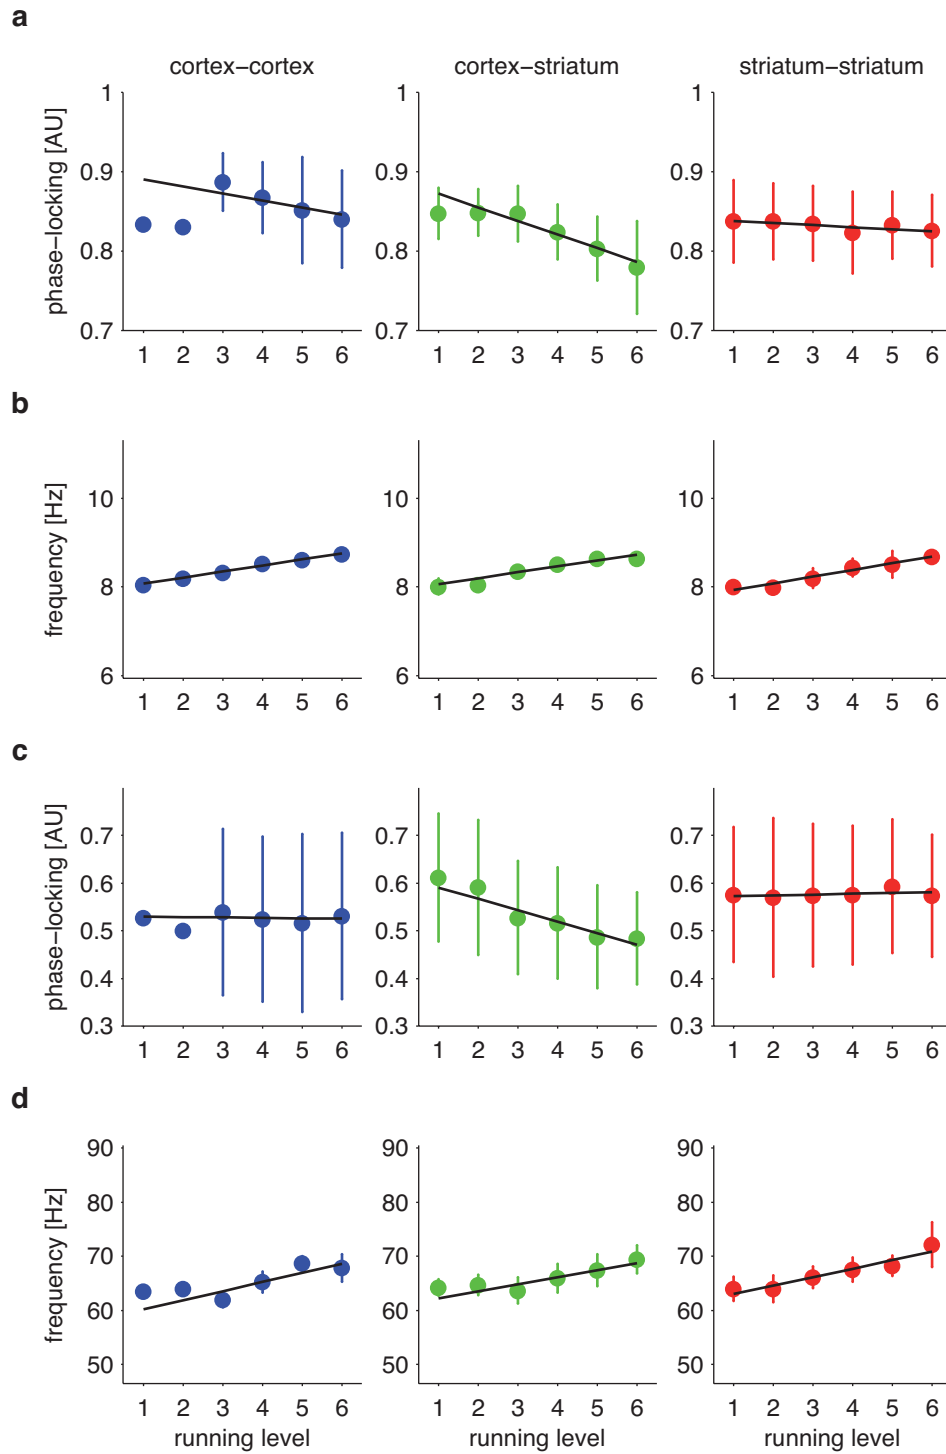 a
cortex–cortex cortex–striatum striatum–striatum
phase–locking [AU]
1 0.9 0.8 0.7
1 2 3 4 5 6
1 0.9 0.8 0.7
1 2 3 4 5 6
1 0.9 0.8 0.7
1 2 3 4 5 6
b
frequency [Hz]
10 8 6
1 2 3 4 5 6
10 8 6
1 2 3 4 5 6
10 8 6
1 2 3 4 5 6
c
phase–locking [AU]
0.7 0.6 0.5 0.4 0.3
1 2 3 4 5 6
0.7 0.6 0.5 0.4 0.3
1 2 3 4 5 6
0.7 0.6 0.5 0.4 0.3
1 2 3 4 5 6
d
frequency [Hz]
90 80 70 60 50
1 2 3 4 5 6
running level
90 80 70 60 50
1 2 3 4 5 6
running level
90 80 70 60 50
1 2 3 4 5 6
running level